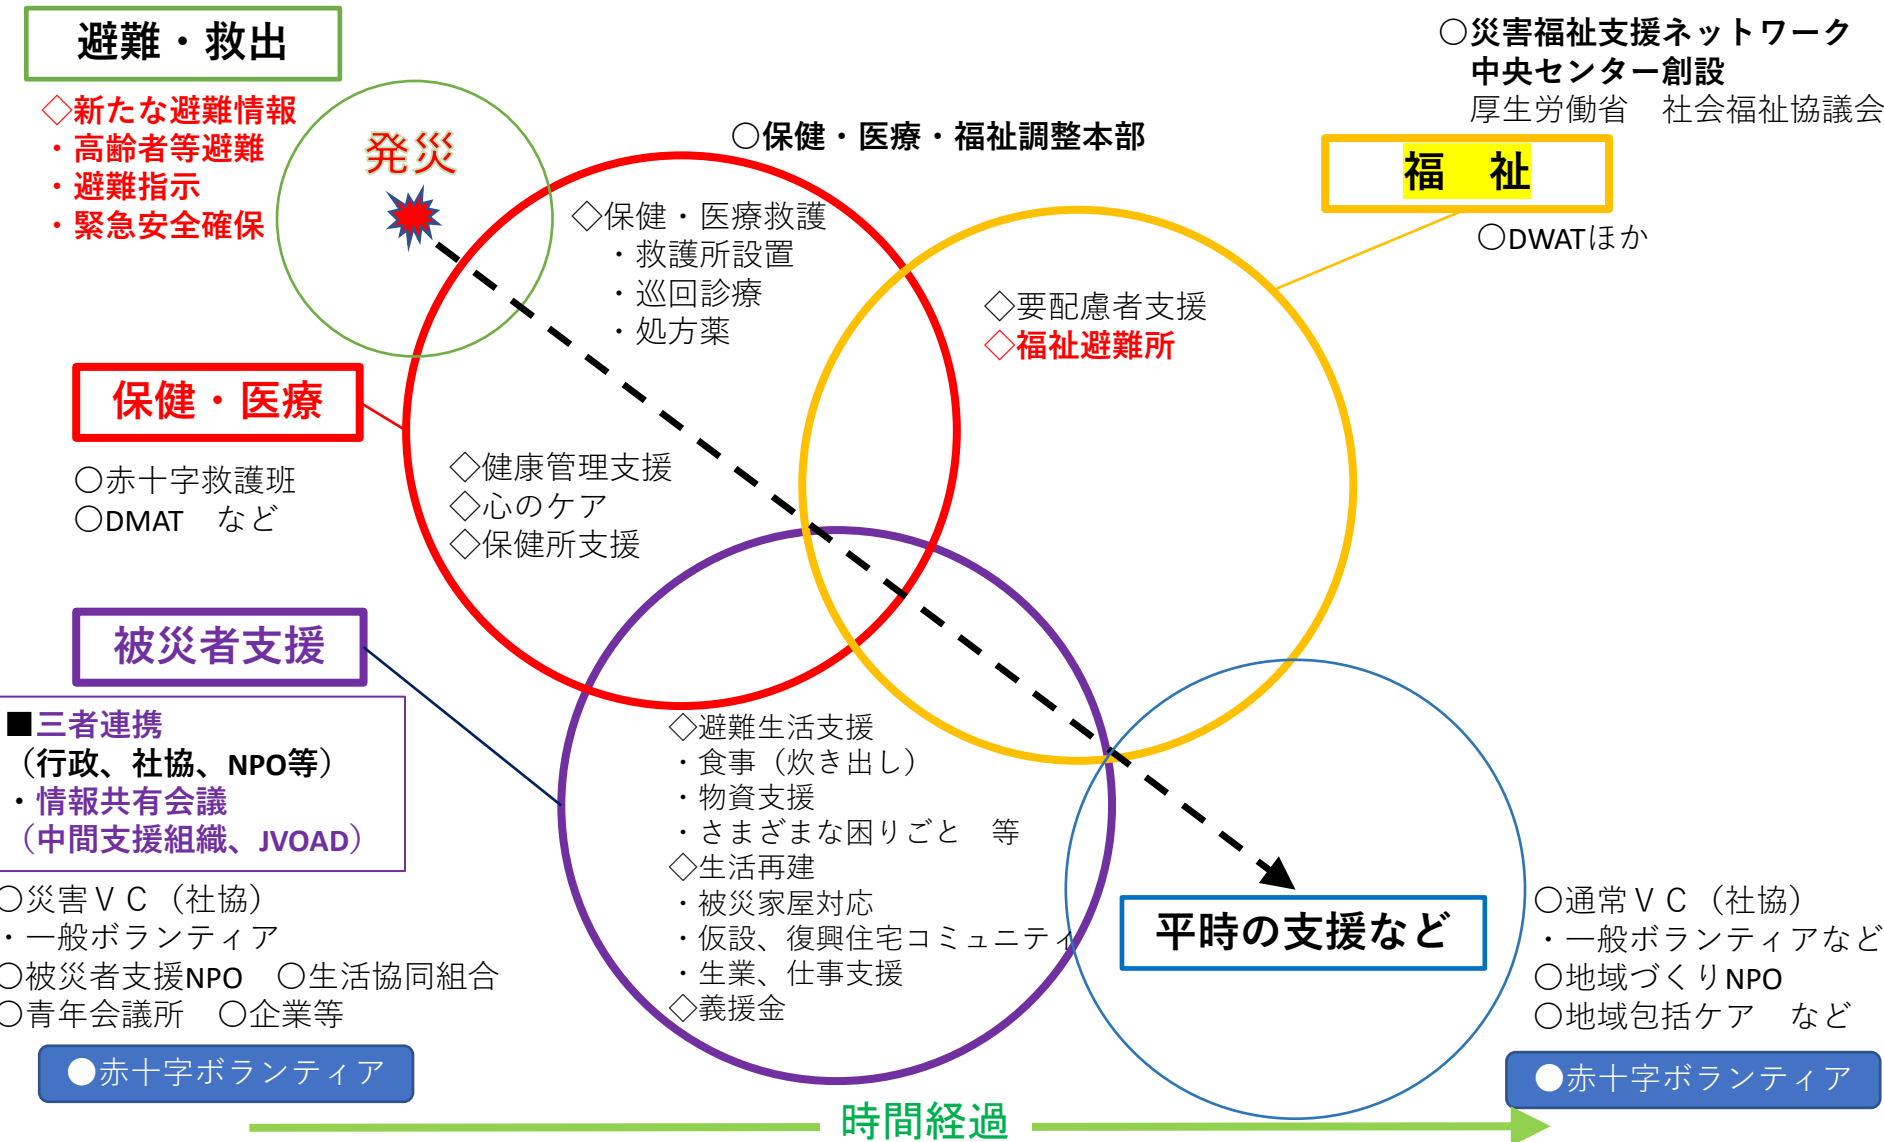 避難・救出
◇新たな避難情報
・高齢者等避難
・避難指示
・緊急安全確保
発災
○保健・医療・福祉調整本部
○災害福祉支援ネットワーク
中央センター創設
厚生労働省　社会福祉協議会
福　祉
○DWATほか
◇保健・医療救護
・救護所設置
・巡回診療
・処方薬
◇要配慮者支援
◇福祉避難所
保健・医療
○赤十字救護班
○DMAT　など
◇健康管理支援
◇心のケア
◇保健所支援
被災者支援
■三者連携
（行政、社協、NPO等）
・情報共有会議
（中間支援組織、JVOAD）
○災害ＶＣ（社協）
・一般ボランティア
○被災者支援NPO　○生活協同組合
○青年会議所　○企業等
●赤十字ボランティア
◇避難生活支援
・食事（炊き出し）
・物資支援
・さまざまな困りごと　等
◇生活再建
・被災家屋対応
・仮設、復興住宅コミュニティ
・生業、仕事支援
◇義援金
平時の支援など
○通常ＶＣ（社協）
・一般ボランティアなど
○地域づくりNPO
○地域包括ケア　など
●赤十字ボランティア
時間経過